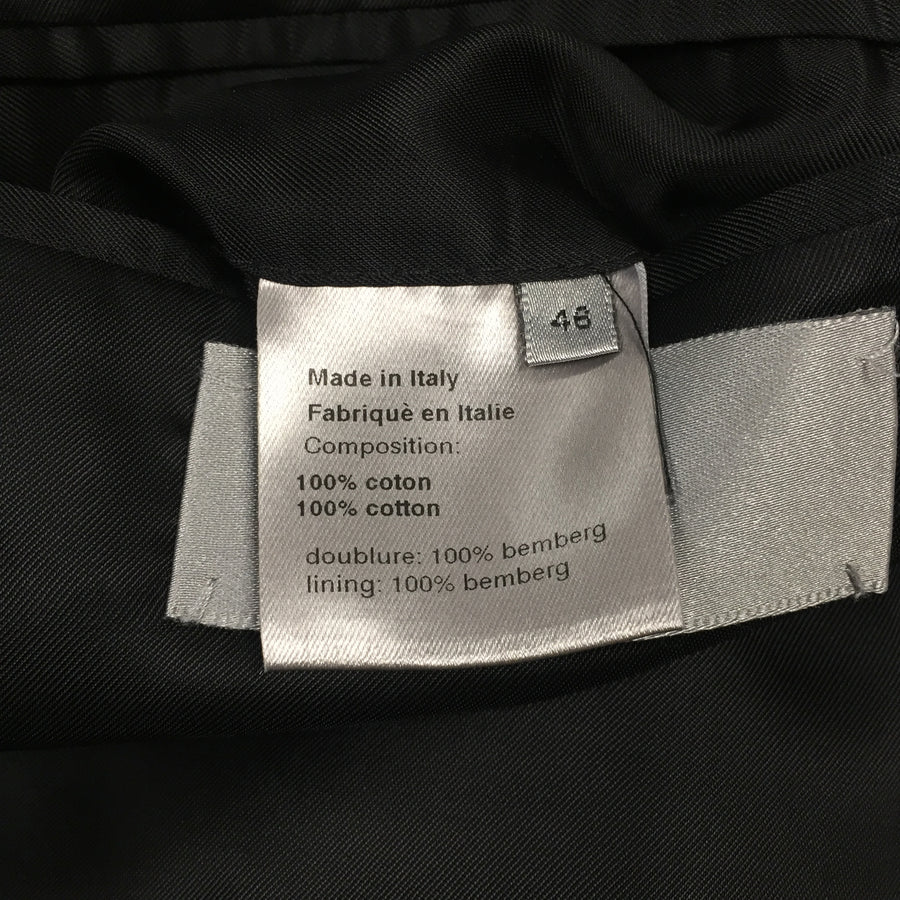 46
Made in Italy
Fabriquè en Italie
Composition:
100% coton
100% cotton
doublure: 100% bemberg
lining: 100% bemberg